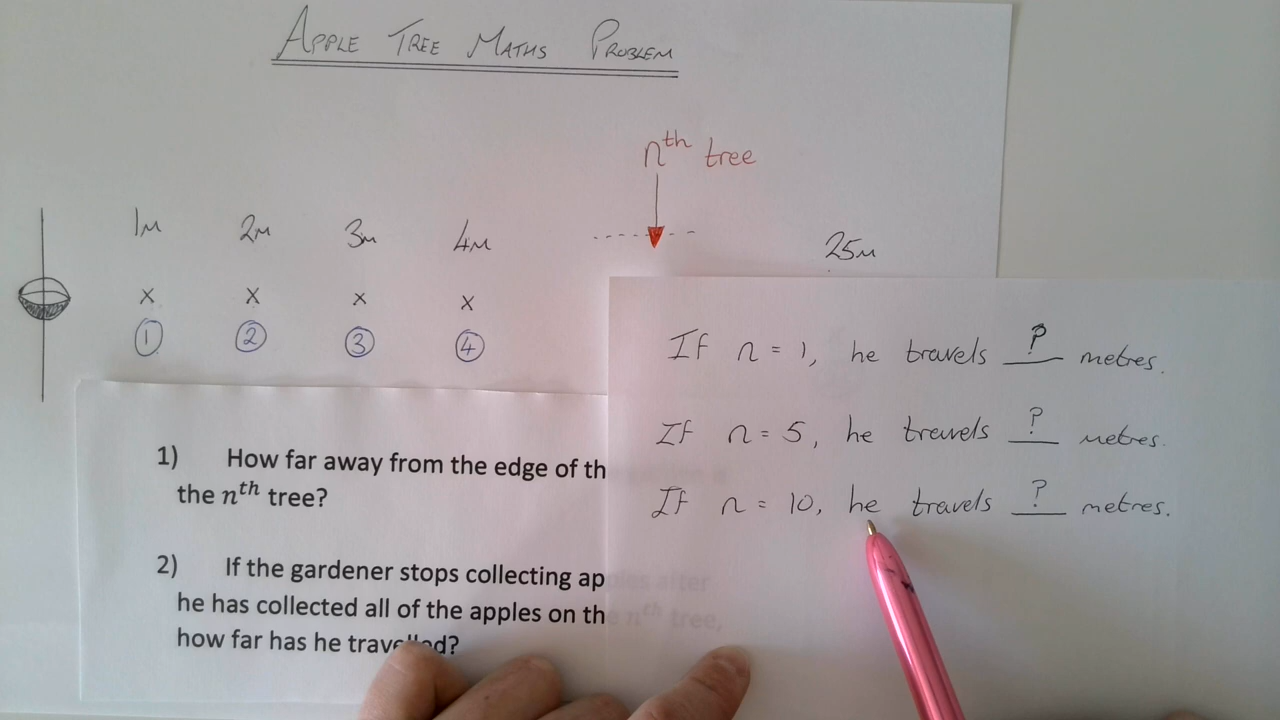 APPLE TREE MATHS PROBLEM
nth tree
1m 2m 3m 4m 25m
x x x x
1 2 3 4
If n = 1, he travels ? metres.
If n = 5, he travels ? metres.
If n = 10, he travels ? metres.
1) How far away from the edge of th
the nth tree?
2) If the gardener stops collecting ap
he has collected all of the apples on th
how far has he travelled?